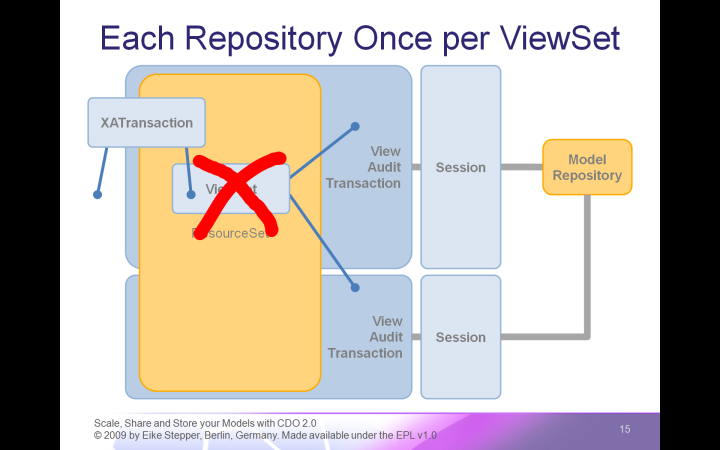 Each Repository Once per ViewSet
XATransaction
View
Audit
Transaction
Session
Model
Repository
ResourceSet
View
Audit
Transaction
Session
Scale, Share and Store your Models with CDO 2.0
© 2009 by Eike Stepper, Berlin, Germany. Made available under the EPL v1.0
15